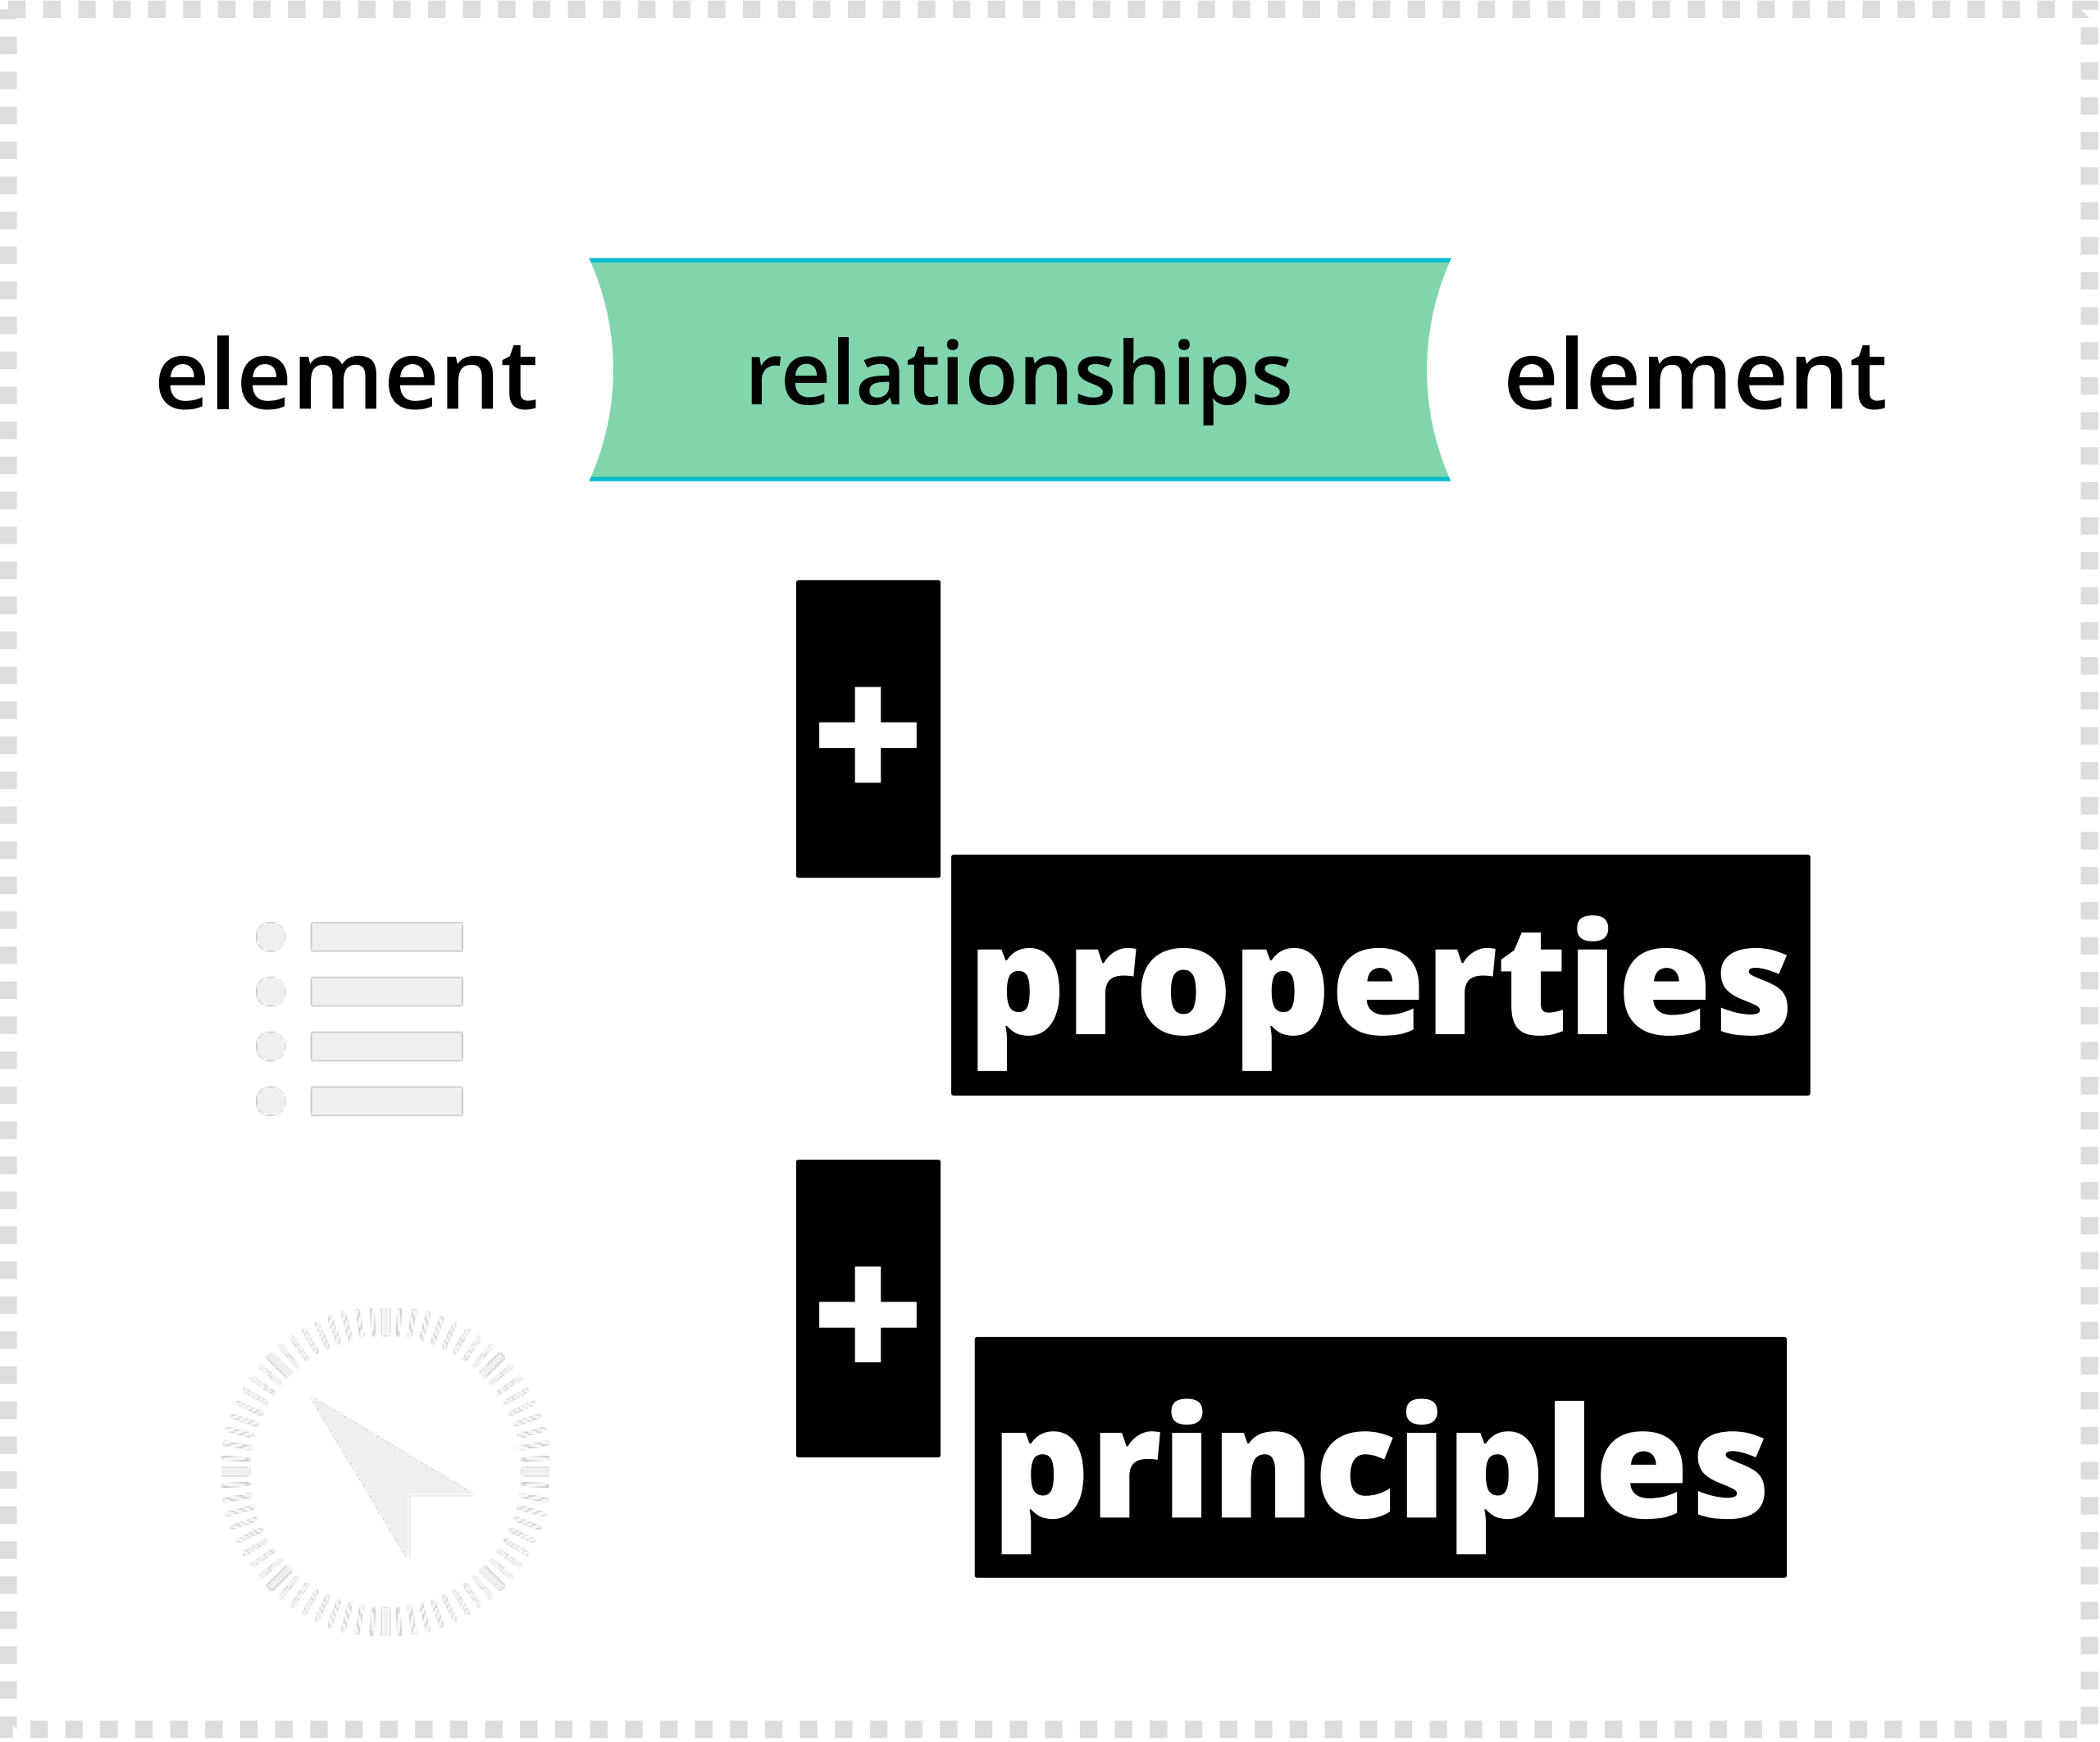 element relationships element
+
properties
+
principles